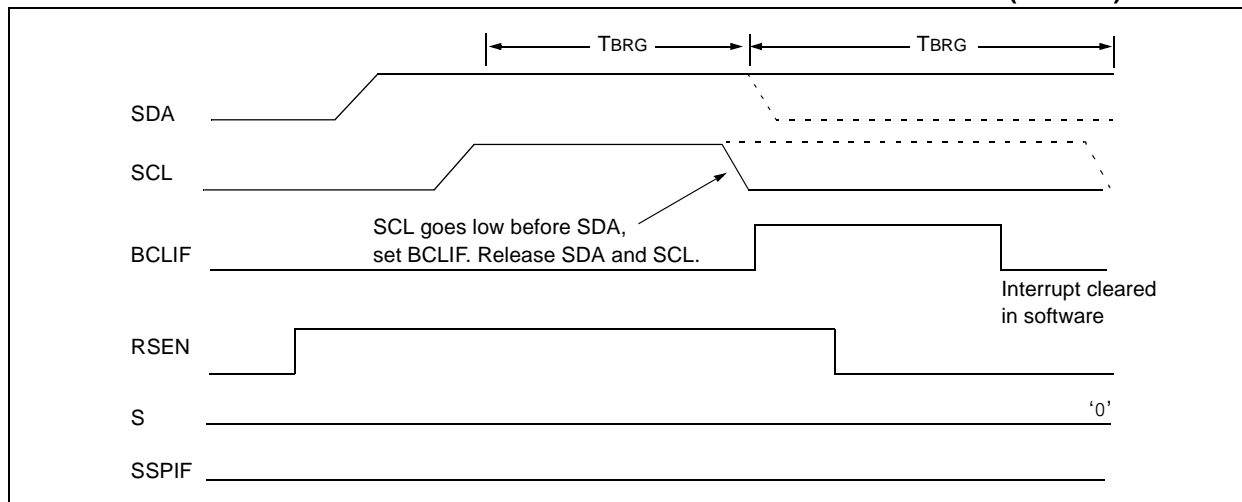 TBRG TBRG
SDA
SCL
SCL goes low before SDA,
set BCLIF. Release SDA and SCL.
BCLIF
Interrupt cleared
in software
RSEN
S
‘0’
SSPIF